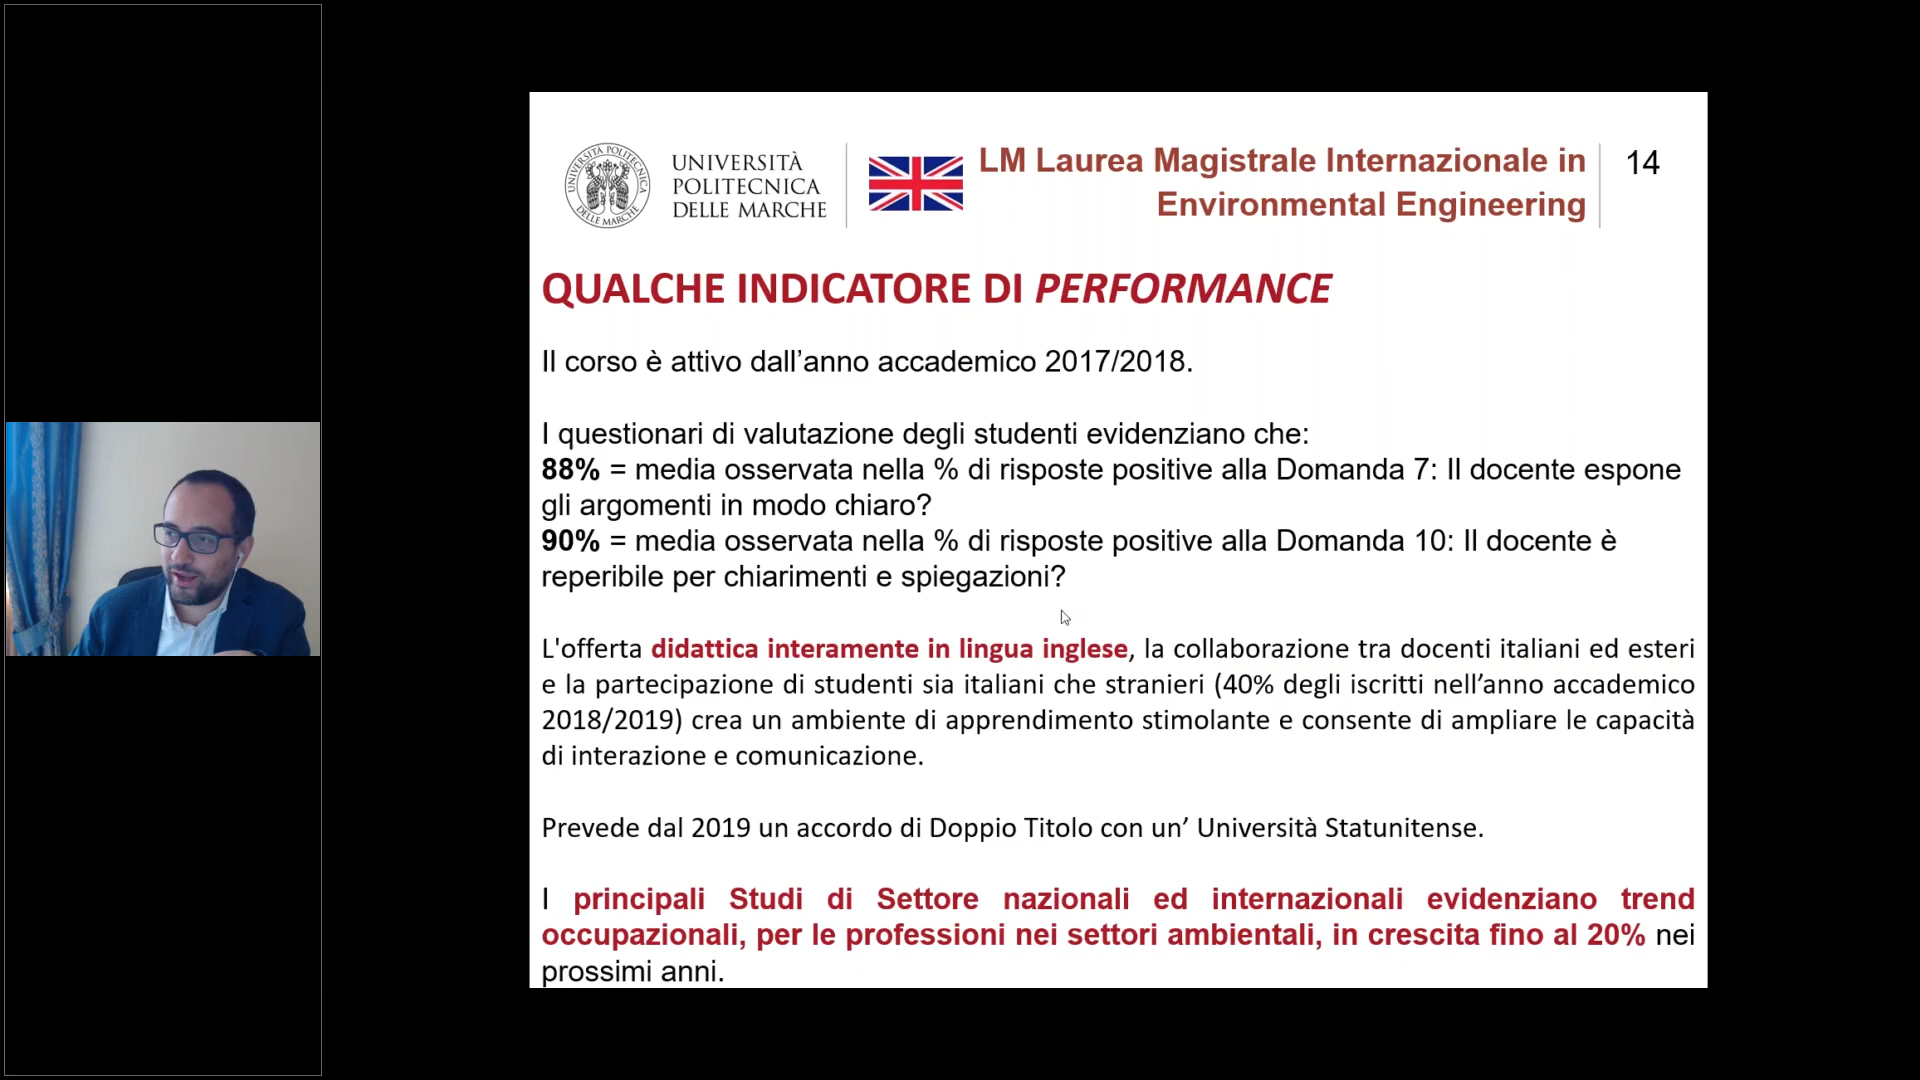 UNIVERSITÀ POLITECNICA
DELLE MARCHE
UNIVERSITÀ
POLITECNICA
DELLE MARCHE
LM Laurea Magistrale Internazionale in
Environmental Engineering
14
QUALCHE INDICATORE DI PERFORMANCE
Il corso è attivo dall’anno accademico 2017/2018.
I questionari di valutazione degli studenti evidenziano che:
88% = media osservata nella % di risposte positive alla Domanda 7: Il docente espone
gli argomenti in modo chiaro?
90% = media osservata nella % di risposte positive alla Domanda 10: Il docente è
reperibile per chiarimenti e spiegazioni?
L'offerta didattica interamente in lingua inglese, la collaborazione tra docenti italiani ed esteri
e la partecipazione di studenti sia italiani che stranieri (40% degli iscritti nell’anno accademico
2018/2019) crea un ambiente di apprendimento stimolante e consente di ampliare le capacità
di interazione e comunicazione.
Prevede dal 2019 un accordo di Doppio Titolo con un’ Università Statunitense.
I principali Studi di Settore nazionali ed internazionali evidenziano trend
occupazionali, per le professioni nei settori ambientali, in crescita fino al 20% nei
prossimi anni.